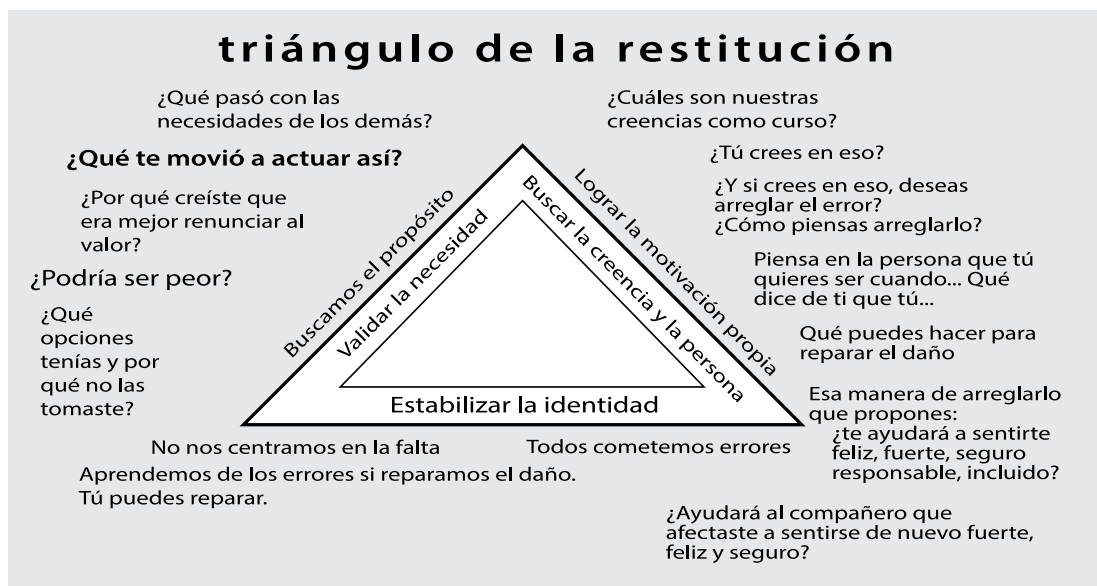 triángulo de la restitución
¿Qué pasó con las
necesidades de los demás?
¿Qué te movió a actuar así?
¿Por qué creíste que
era mejor renunciar al
valor?
¿Podría ser peor?
¿Qué
opciones
tenías y por
qué no las
tomaste?
Buscamos el propósito
Validar la necesidad
Buscar la creencia y la persona
Lograr la motivación propia
Estabilizar la identidad
¿Cuáles son nuestras
creencias como curso?
¿Tú crees en eso?
¿Y si crees en eso, deseas
arreglar el error?
¿Cómo piensas arreglarlo?
Piensa en la persona que tú
quieres ser cuando... Qué
dice de ti que tú...
Qué puedes hacer para
reparar el daño
Esa manera de arreglarlo
que propones:
¿te ayudará a sentirte
feliz, fuerte, seguro
responsable, incluido?
No nos centramos en la falta
Todos cometemos errores
Aprendemos de los errores si reparamos el daño.
Tú puedes reparar.
¿Ayudará al compañero que
afectaste a sentirse de nuevo fuerte,
feliz y seguro?